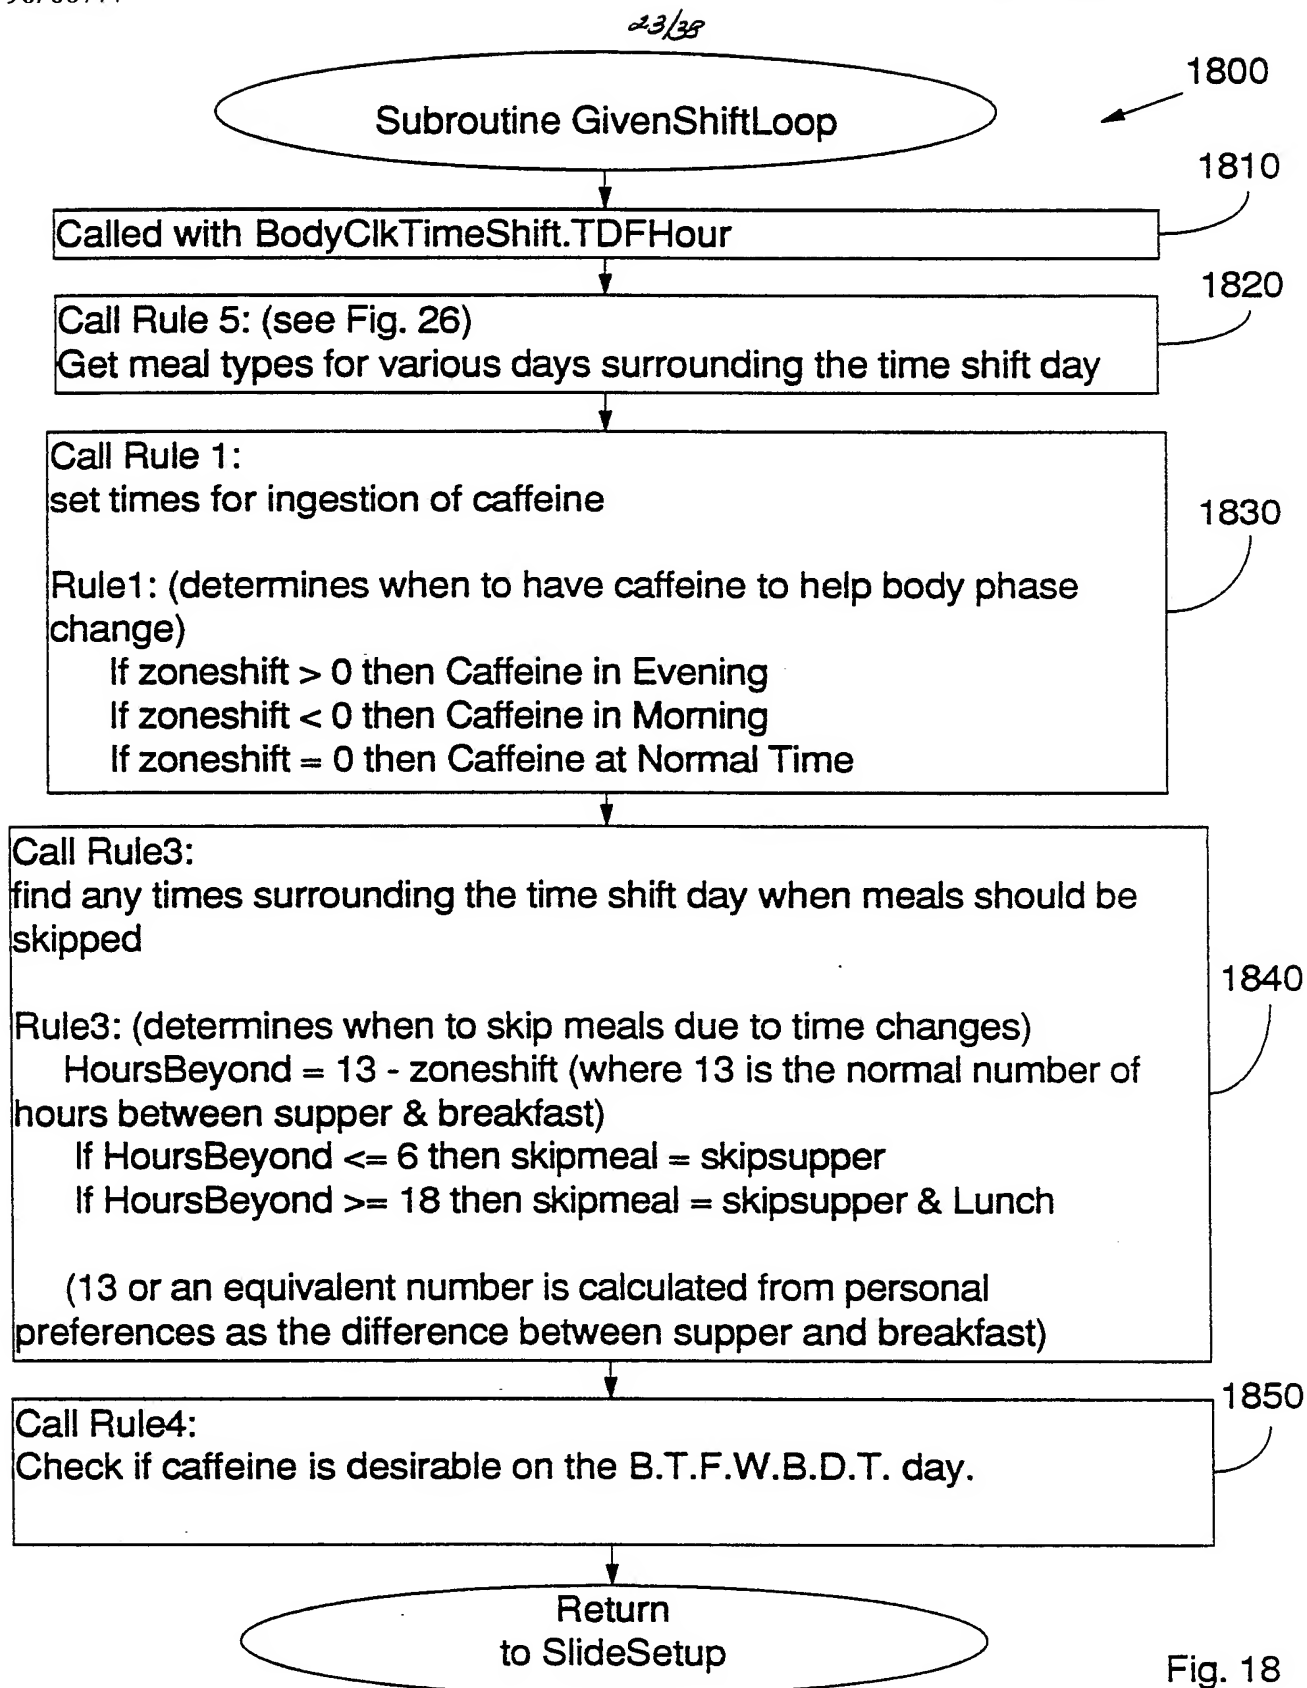 23/38
Subroutine GivenShiftLoop
1800
1810
Called with BodyClkTimeShift.TDFHour
1820
Call Rule 5: (see Fig. 26)
Get meal types for various days surrounding the time shift day
Call Rule 1:
set times for ingestion of caffeine
1830
Rule1: (determines when to have caffeine to help body phase
change)
If zoneshift > 0 then Caffeine in Evening
If zoneshift < 0 then Caffeine in Morning
If zoneshift = 0 then Caffeine at Normal Time
Call Rule3:
find any times surrounding the time shift day when meals should be
skipped
1840
Rule3: (determines when to skip meals due to time changes)
HoursBeyond = 13 - zoneshift (where 13 is the normal number of
hours between supper & breakfast)
If HoursBeyond <= 6 then skipmeal = skipsupper
If HoursBeyond >= 18 then skipmeal = skipsupper & Lunch
(13 or an equivalent number is calculated from personal
preferences as the difference between supper and breakfast)
1850
Call Rule4:
Check if caffeine is desirable on the B.T.F.W.B.D.T. day.
Return
to SlideSetup
Fig. 18